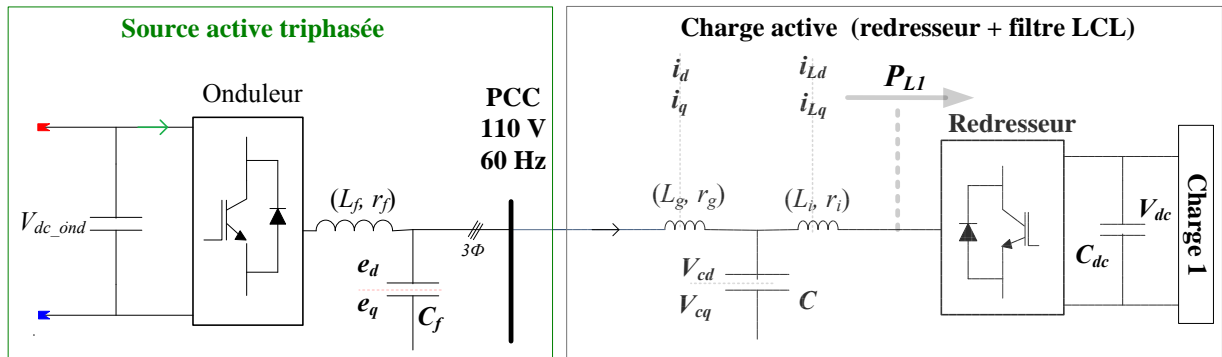 Source active triphasée
Onduleur
V_dc_ond
(L_f, r_f)
e_d
e_q
C_f
3Φ
PCC
110 V
60 Hz
Charge active (redresseur + filtre LCL)
i_d
i_q
i_Ld
i_Lq
P_L1
(L_g, r_g)
(L_i, r_i)
V_cd
V_cq
C
Redresseur
V_dc
C_dc
Charge 1